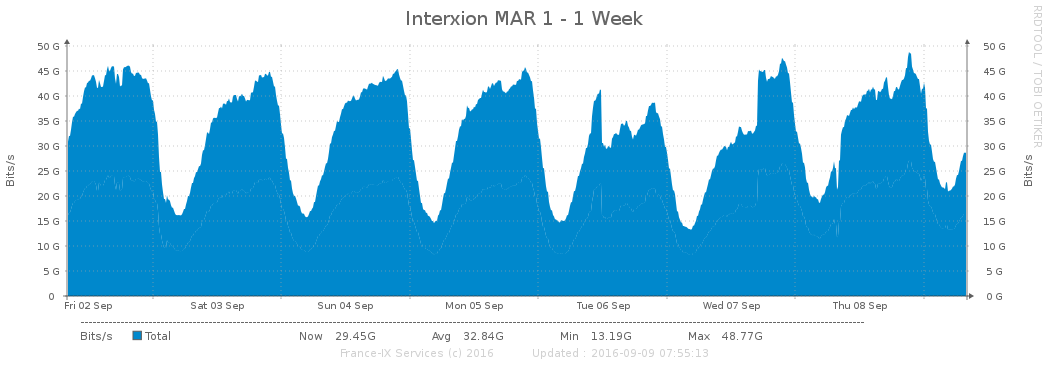 Interxion MAR 1 - 1 Week
RRDTOOL / TOBI OETIKER
50 G 50 G
45 G 45 G
40 G 40 G
35 G 35 G
30 G 30 G
25 G 25 G
20 G 20 G
15 G 15 G
10 G 10 G
5 G 5 G
0 0 G
Bits/s
Bits/s
Fri 02 Sep Sat 03 Sep Sun 04 Sep Mon 05 Sep Tue 06 Sep Wed 07 Sep Thu 08 Sep
Bits/s Total Now 29.45G Avg 32.84G Min 13.19G Max 48.77G
France-IX Services (c) 2016 Updated : 2016-09-09 07:55:13